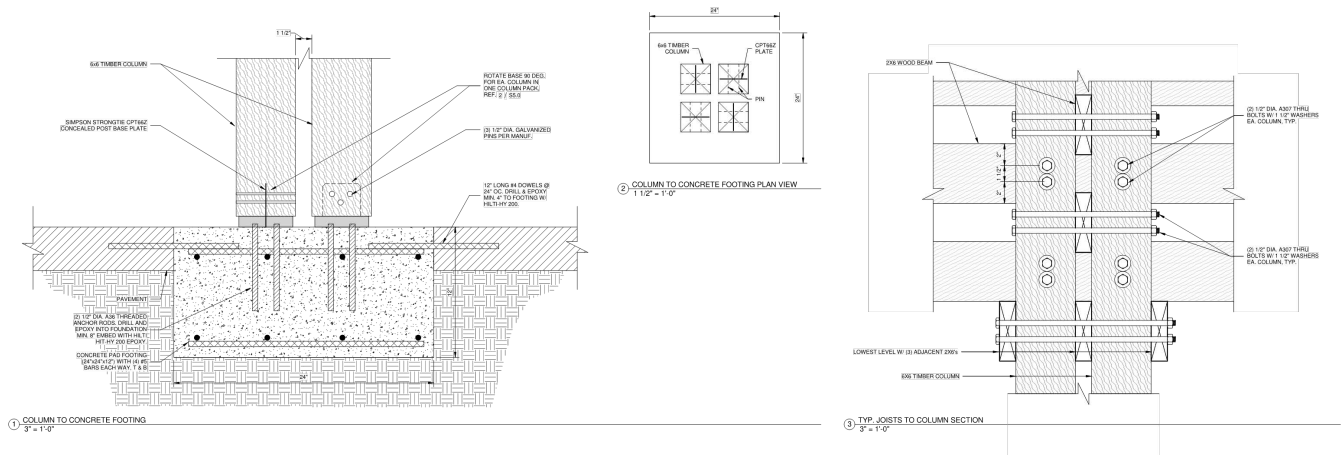 1 1/2"
6x6 TIMBER COLUMN
SIMPSON STRONGTIE CPT66Z
CONCEALED POST BASE PLATE
ROTATE BASE 90 DEG.
FOR EA. COLUMN IN
ONE COLUMN PACK.
REF. 2 / S5.0
(3) 1/2" DIA. GALVANIZED
PINS PER MANUF.
12" LONG #4 DOWELS @
24" OC. DRILL & EPOXY
MIN. 4" TO FOOTING W/
HILTI-HY 200.
PAVEMENT
(2) 1/2" DIA. A36 THREADED
ANCHOR RODS. DRILL AND
EPOXY INTO FOUNDATION
MIN. 8" EMBED WITH HILTI
HIT-HY 200 EPOXY.
CONCRETE PAD FOOTING
(24"x24"x12") WITH (4) #5
BARS EACH WAY, T & B
12"
24"
1 COLUMN TO CONCRETE FOOTING
3" = 1'-0"
24"
6x6 TIMBER
COLUMN
CPT66Z
PLATE
PIN
24"
2 COLUMN TO CONCRETE FOOTING PLAN VIEW
1 1/2" = 1'-0"
2X6 WOOD BEAM
(2) 1/2" DIA. A307 THRU
BOLTS W/ 1 1/2" WASHERS
EA. COLUMN, TYP.
2"
1 1/2"
2"
(2) 1/2" DIA. A307 THRU
BOLTS W/ 1 1/2" WASHERS
EA. COLUMN, TYP.
LOWEST LEVEL W/ (3) ADJACENT 2X6's
6X6 TIMBER COLUMN
3 TYP. JOISTS TO COLUMN SECTION
3" = 1'-0"